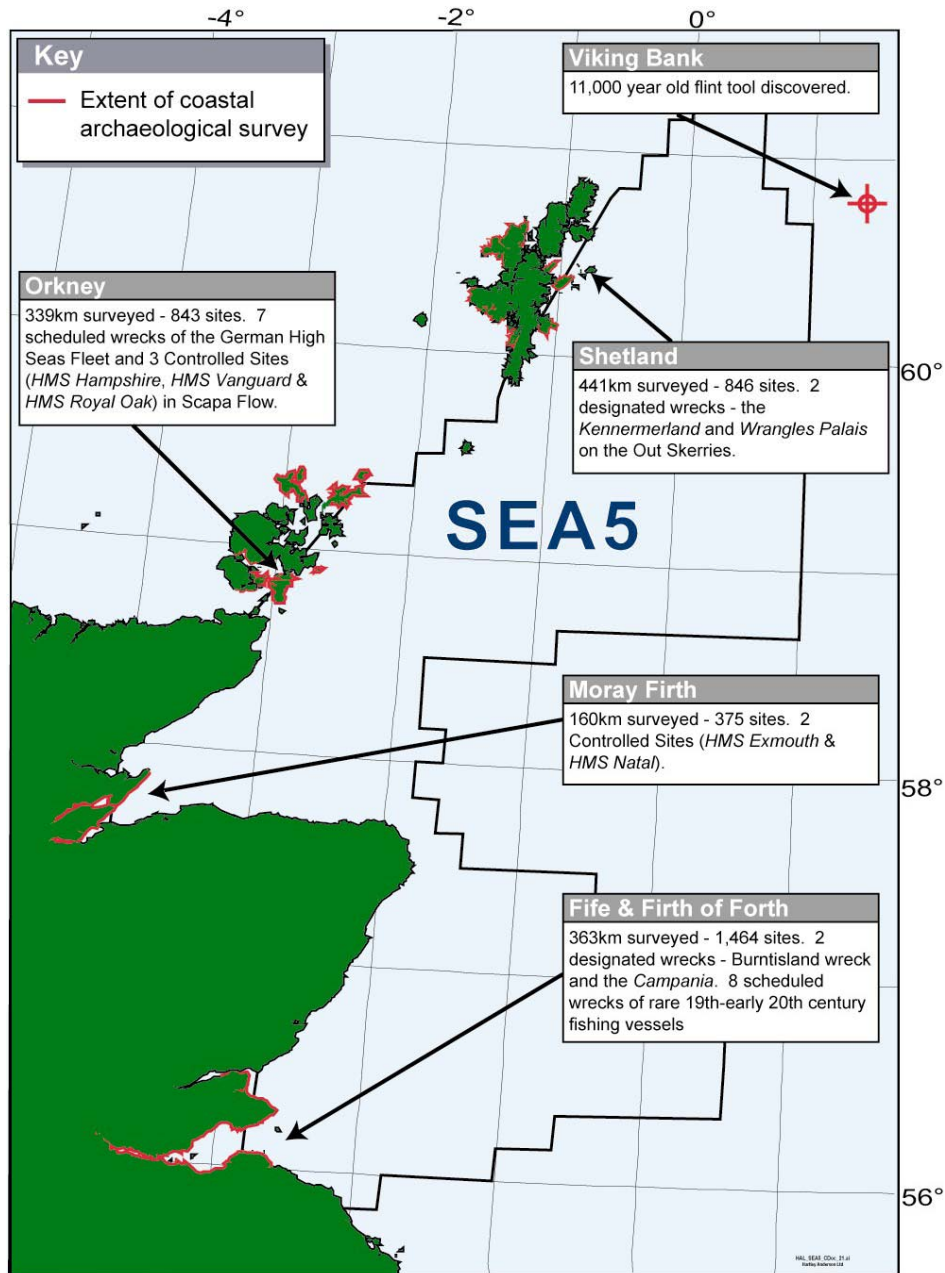 -4°
-2°
0°
Key
Extent of coastal
archaeological survey
Viking Bank
11,000 year old flint tool discovered.
Orkney
339km surveyed - 843 sites.  7
scheduled wrecks of the German High
Seas Fleet and 3 Controlled Sites
(HMS Hampshire, HMS Vanguard &
HMS Royal Oak) in Scapa Flow.
Shetland
441km surveyed - 846 sites.  2
designated wrecks - the
Kennermerland and Wrangles Palais
on the Out Skerries.
60°
SEA5
Moray Firth
160km surveyed - 375 sites.  2
Controlled Sites (HMS Exmouth &
HMS Natal).
58°
Fife & Firth of Forth
363km surveyed - 1,464 sites.  2
designated wrecks - Burntisland wreck
and the Campania.  8 scheduled
wrecks of rare 19th-early 20th century
fishing vessels
56°
Hartley Anderson Ltd